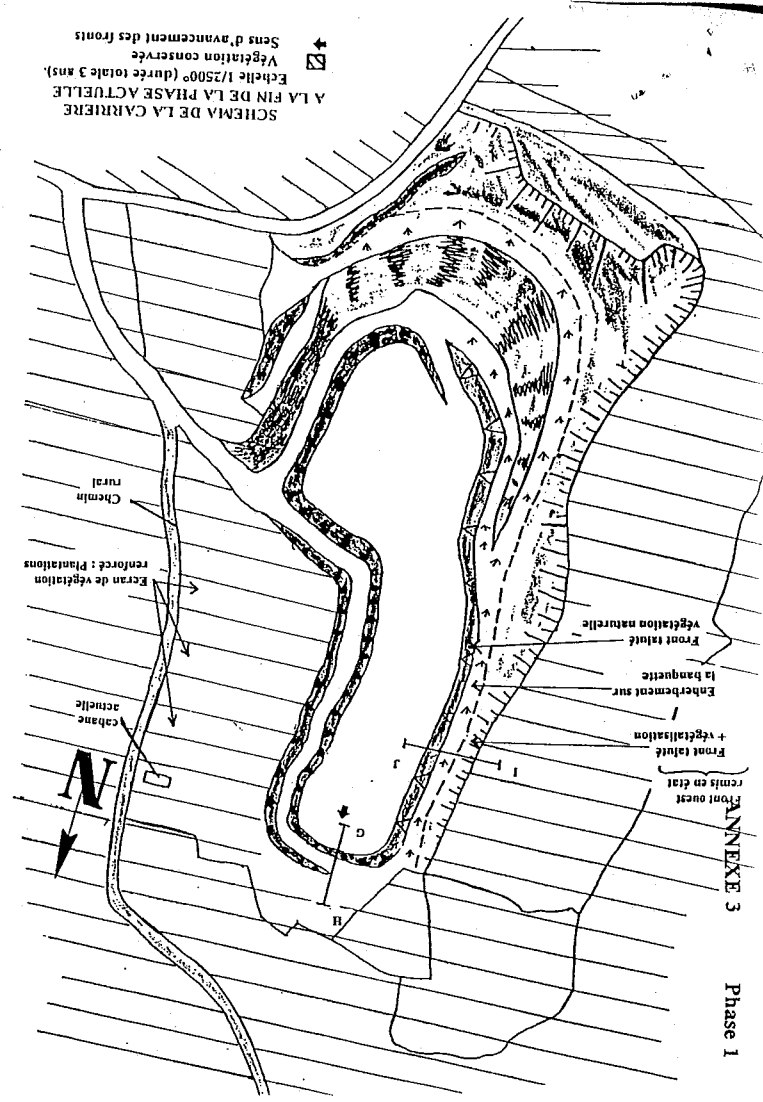 ANNEXE 3 Phase 1
SCHEMA DE LA CARRIERE
A LA FIN DE LA PHASE ACTUELLE
Echelle 1/2500° (durée totale 3 ans).
Végétation conservée
Sens d'avancement des fronts
Chemin
rural
Ecran de végétation
renforcé : Plantations
cabane
actuelle
N
Front taluté
végétation naturelle
Enherbement sur
la banquette
Front taluté
+ végétalisation
Front ouest
remis en état
I
J
G
H